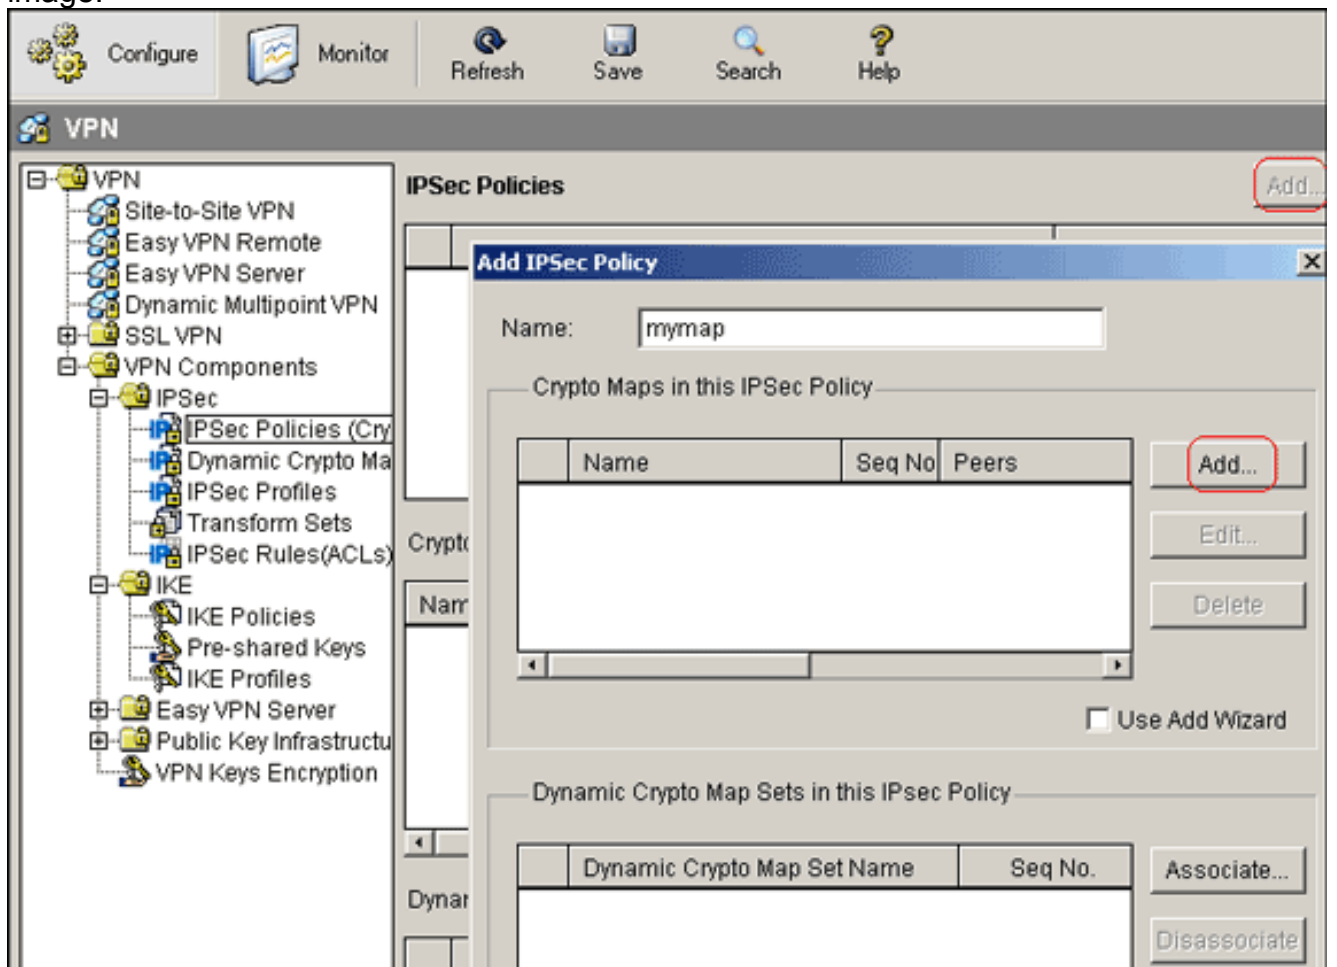 image.
Configure Monitor Refresh Save Search Help
VPN
VPN
Site-to-Site VPN
Easy VPN Remote
Easy VPN Server
Dynamic Multipoint VPN
SSL VPN
VPN Components
IPSec
IPSec Policies (Cry
Dynamic Crypto Ma
IPSec Profiles
Transform Sets
IPSec Rules(ACLs)
IKE
IKE Policies
Pre-shared Keys
IKE Profiles
Easy VPN Server
Public Key Infrastructu
VPN Keys Encryption
IPSec Policies
Add...
Crypto
Nam
Dynam
Add IPSec Policy
Name: mymap
Crypto Maps in this IPSec Policy
Name Seq No Peers
Add...
Edit...
Delete
Use Add Wizard
Dynamic Crypto Map Sets in this IPsec Policy
Dynamic Crypto Map Set Name Seq No.
Associate...
Disassociate